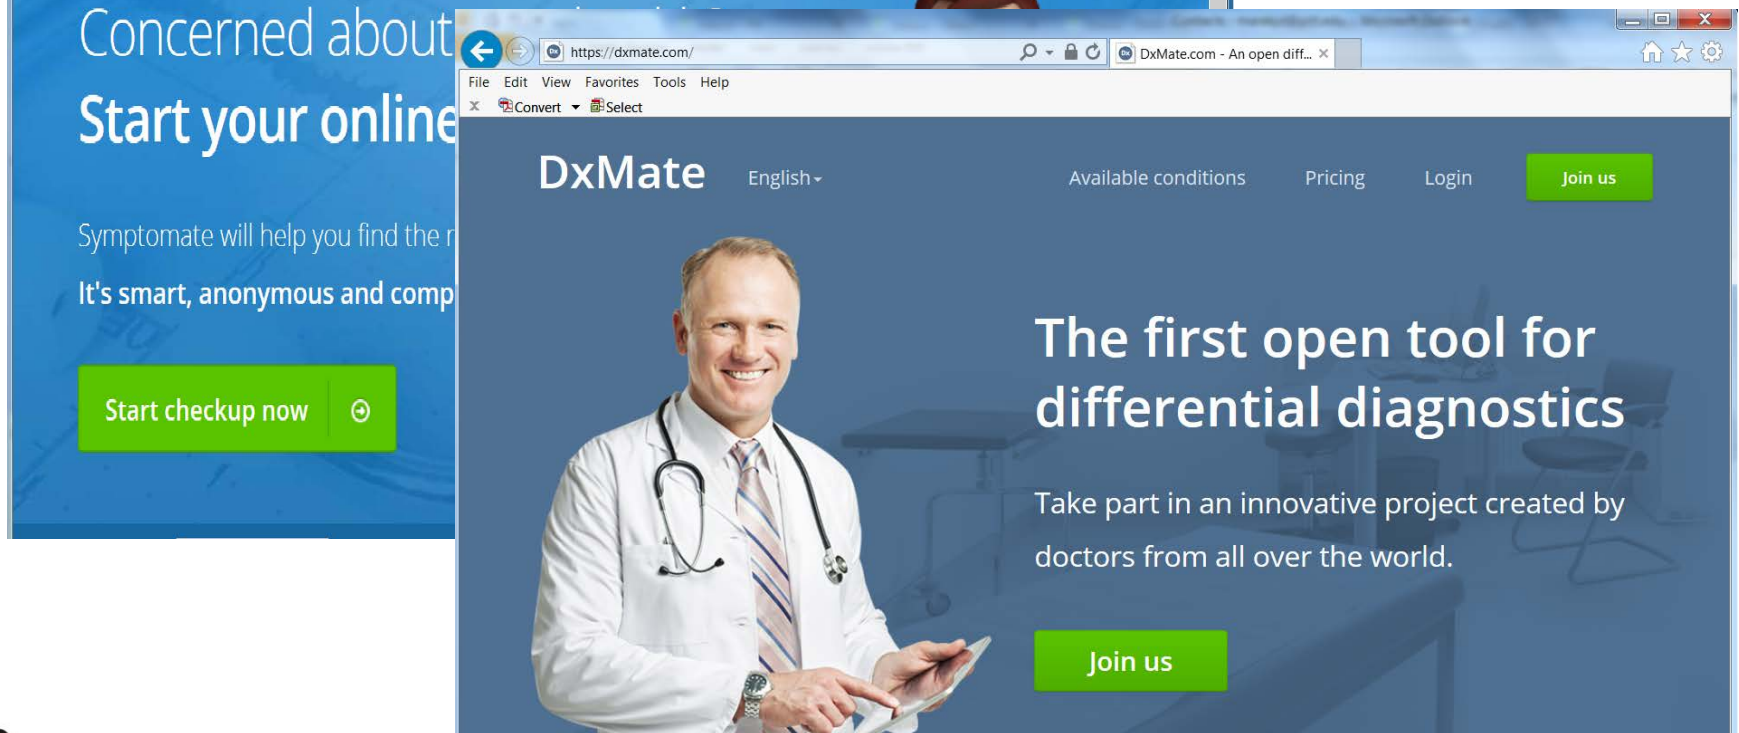 Concerned about
Start your online
Symptomate will help you find the
It's smart, anonymous and comp
Start checkup now
https://dxmate.com/
DxMate.com - An open diff...
File Edit View Favorites Tools Help
x Convert Select
DxMate English Available conditions Pricing Login Join us
The first open tool for
differential diagnostics
Take part in an innovative project created by
doctors from all over the world.
Join us